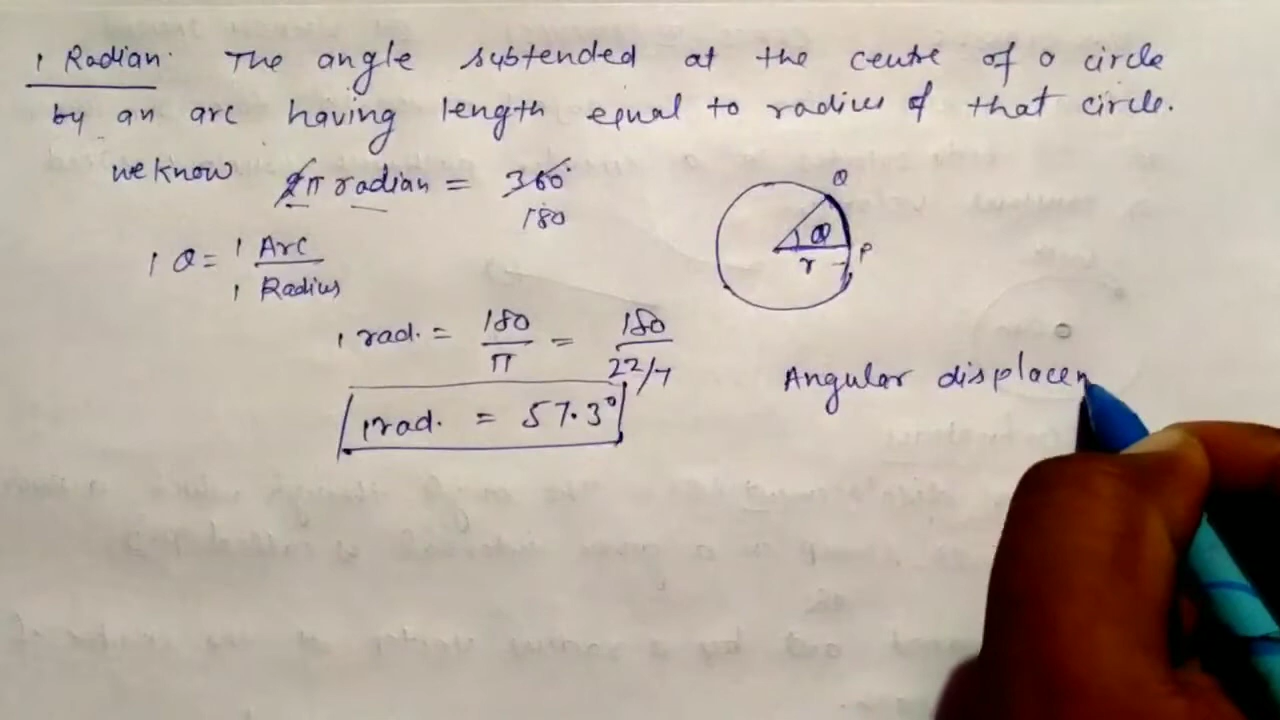 1 Radian. The angle subtended at the centre of a circle
by an arc having length equal to radius of that circle.
we know 2π radian = 360°
180
1 θ = 1 Arc
1 Radius
Q
θ
r P
1 rad. = 180 = 180
π 22/7
1 rad. = 57.3°
Angular displacem